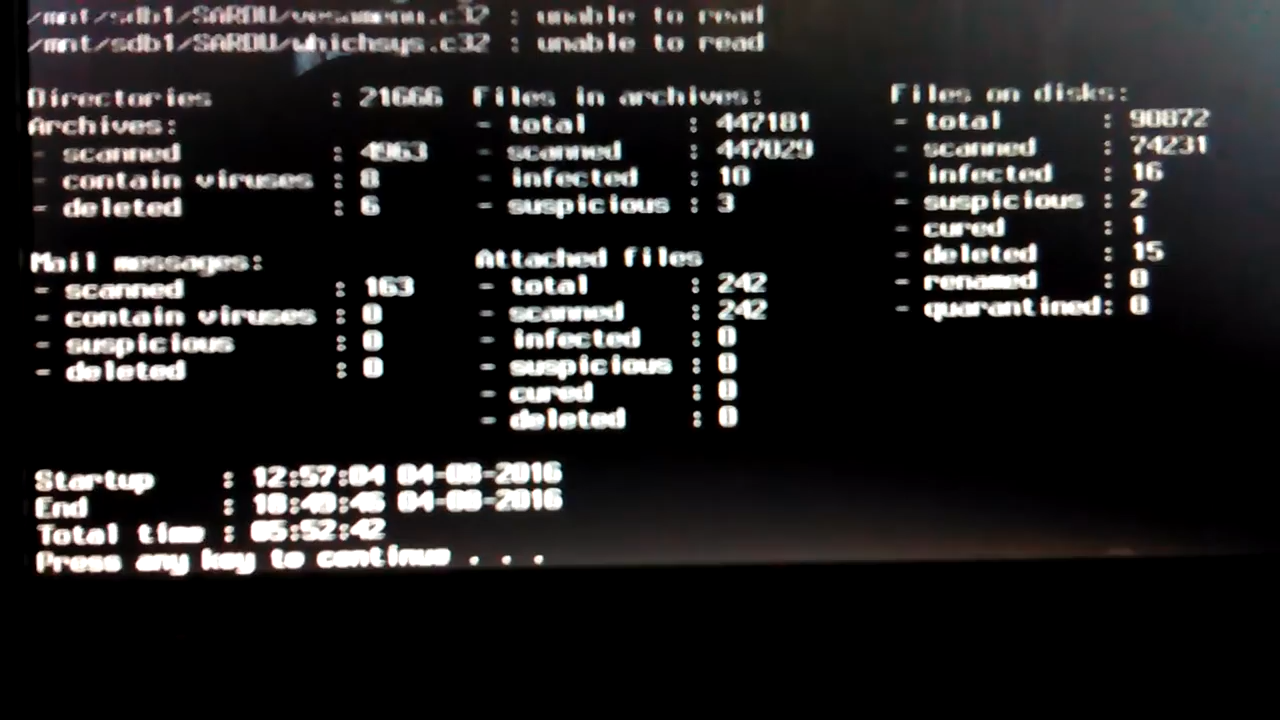 /mnt/sdb1/SARDU/vesamenu.c32 : unable to read
/mnt/sdb1/SARDU/whichsys.c32 : unable to read
Directories : 21666
Archives:
- scanned : 4963
- contain viruses : 8
- deleted : 6
Mail messages:
- scanned : 163
- contain viruses : 0
- suspicious : 0
- deleted : 0
Files in archives:
- total : 447181
- scanned : 447029
- infected : 10
- suspicious : 3
Attached files
- total : 242
- scanned : 242
- infected : 0
- suspicious : 0
- cured : 0
- deleted : 0
Files on disks:
- total : 90872
- scanned : 74231
- infected : 16
- suspicious : 2
- cured : 1
- deleted : 15
- renamed : 0
- quarantined: 0
Startup : 12:57:04 04-08-2016
End : 18:49:46 04-08-2016
Total time : 05:52:42
Press any key to continue . . .